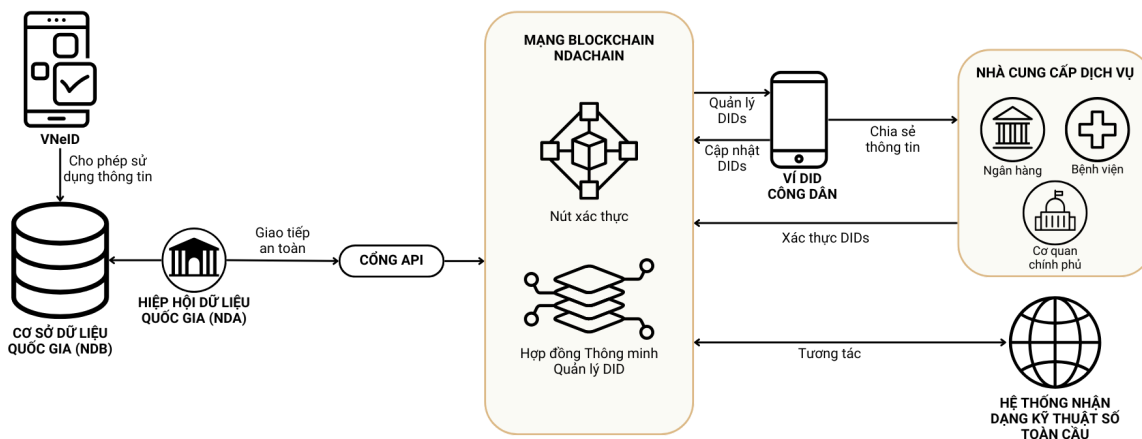 VNeID
Cho phép sử
dụng thông tin
CƠ SỞ DỮ LIỆU
QUỐC GIA (NDB)
HIỆP HỘI DỮ LIỆU
QUỐC GIA (NDA)
Giao tiếp
an toàn
CỔNG API
MẠNG BLOCKCHAIN
NDACHAIN
Nút xác thực
Hợp đồng Thông minh
Quản lý DID
Quản lý
DIDs
Cập nhật
DIDs
VÍ DID
CÔNG DÂN
Chia sẻ
thông tin
NHÀ CUNG CẤP DỊCH VỤ
Ngân hàng
Bệnh viện
Cơ quan
chính phủ
Xác thực DIDs
Tương tác
HỆ THỐNG NHẬN
DẠNG KỸ THUẬT SỐ
TOÀN CẦU